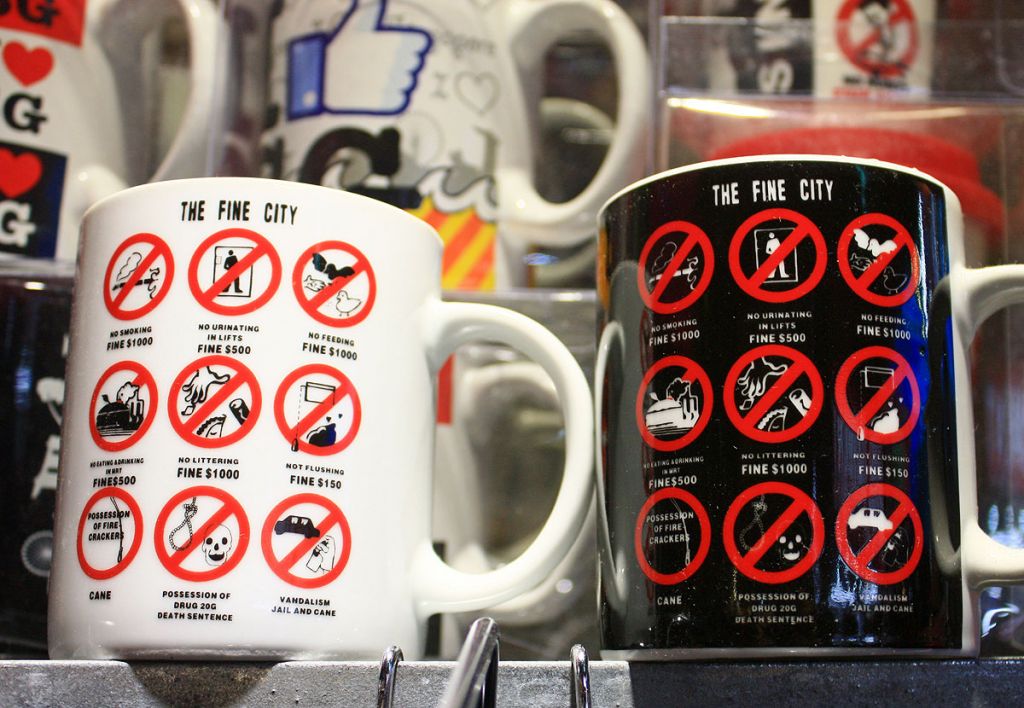 SG
I ❤
G
❤
G
I ♡
SG
THE FINE CITY
NO SMOKING
FINE $1000
NO URINATING
IN LIFTS
FINE $500
NO FEEDING
FINE $1000
NO EATING & DRINKING
IN MRT
FINE$500
NO LITTERING
FINE $1000
NOT FLUSHING
FINE $150
POSSESSION
OF FIRE
CRACKERS
CANE
POSSESSION OF
DRUG 20G
DEATH SENTENCE
VANDALISM
JAIL AND CANE
THE FINE CITY
NO SMOKING
FINE $1000
NO URINATING
IN LIFTS
FINE $500
NO FEEDING
FINE $1000
NO EATING & DRINKING
IN MRT
FINE$500
NO LITTERING
FINE $1000
NOT FLUSHING
FINE $150
POSSESSION
OF FIRE
CRACKERS
CANE
POSSESSION OF
DRUG 20G
DEATH SENTENCE
VANDALISM
JAIL AND CANE